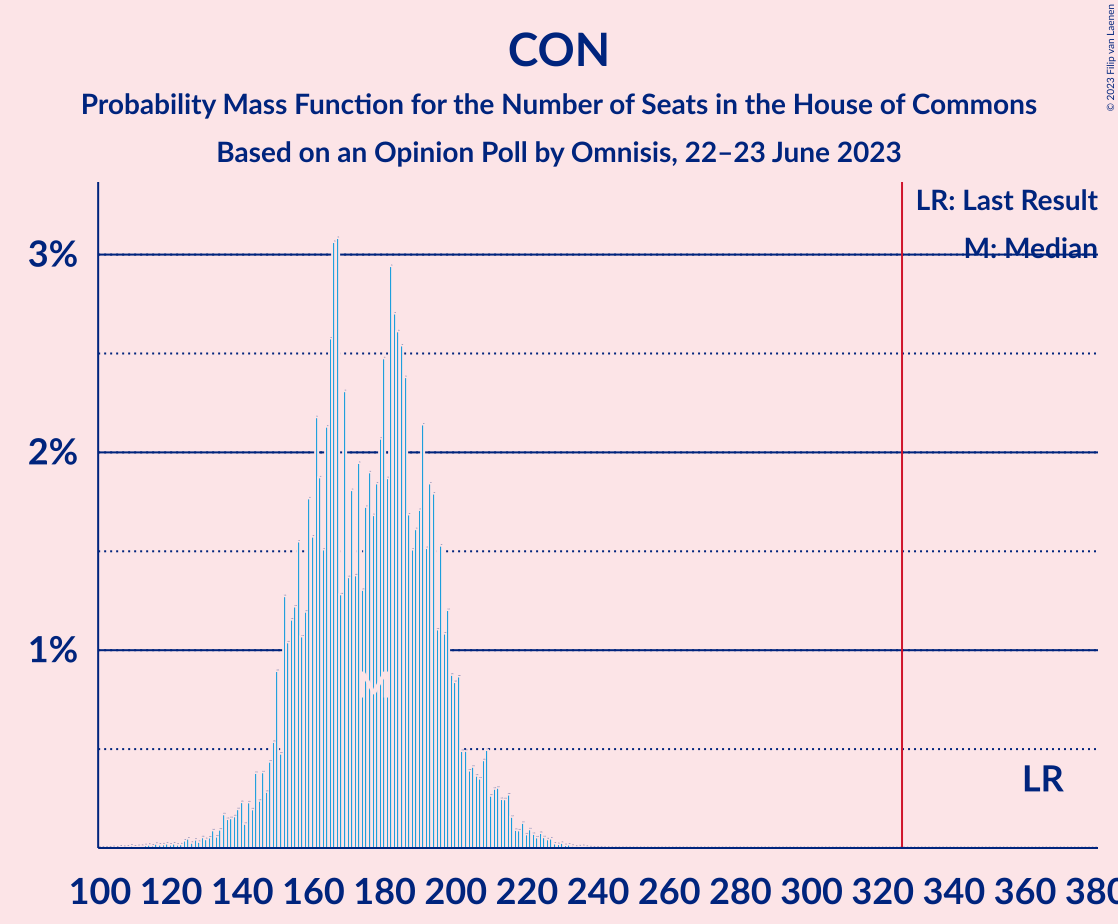 CON
Probability Mass Function for the Number of Seats in the House of Commons
Based on an Opinion Poll by Omnisis, 22–23 June 2023
© 2023 Filip van Laenen
LR: Last Result
M: Median
3%
2%
1%
M
LR
100 120 140 160 180 200 220 240 260 280 300 320 340 360 380